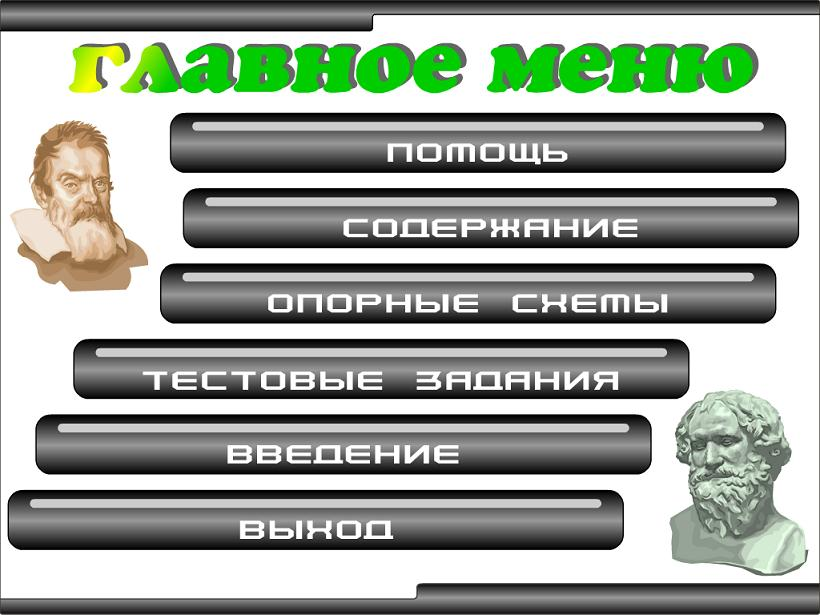 главное меню
ПОМОЩЬ
СОДЕРЖАНИЕ
ОПОРНЫЕ СХЕМЫ
ТЕСТОВЫЕ ЗАДАНИЯ
ВВЕДЕНИЕ
ВЫХОД